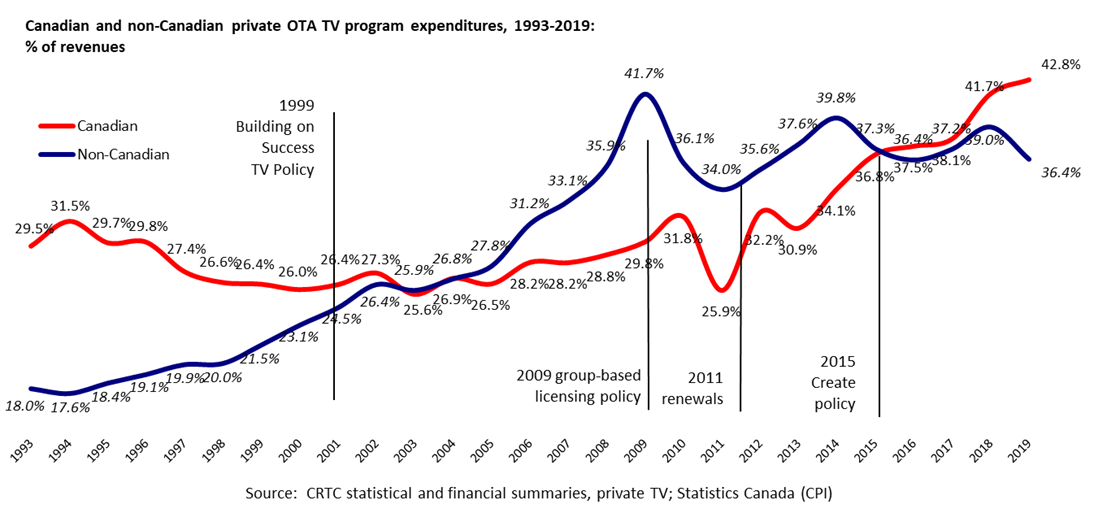 Canadian and non-Canadian private OTA TV program expenditures, 1993-2019:
% of revenues
Canadian
Non-Canadian
1999
Building on
Success
TV Policy
2009 group-based
licensing policy
2011
renewals
2015
Create
policy
29.5% 31.5% 29.7% 29.8% 27.4% 26.6% 26.4% 26.0% 26.4% 27.3% 25.6% 26.9% 26.5% 28.2% 28.2% 28.8% 29.8% 31.8% 25.9% 32.2% 30.9% 34.1% 36.8% 37.5% 38.1% 41.7% 42.8%
18.0% 17.6% 18.4% 19.1% 19.9% 20.0% 21.5% 23.1% 24.5% 26.4% 25.9% 26.8% 27.8% 31.2% 33.1% 35.9% 41.7% 36.1% 34.0% 35.6% 37.6% 39.8% 37.3% 36.4% 37.2% 39.0% 36.4%
1993 1994 1995 1996 1997 1998 1999 2000 2001 2002 2003 2004 2005 2006 2007 2008 2009 2010 2011 2012 2013 2014 2015 2016 2017 2018 2019
Source: CRTC statistical and financial summaries, private TV; Statistics Canada (CPI)